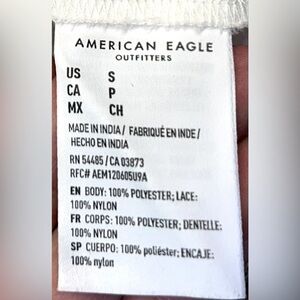 AMERICAN EAGLE
OUTFITTERS
US S
CA P
MX CH
MADE IN INDIA / FABRIQUÉ EN INDE /
HECHO EN INDIA
RN 54485 / CA 03873
RFC# AEM120605U9A
EN BODY: 100% POLYESTER; LACE:
100% NYLON
FR CORPS: 100% POLYESTER; DENTELLE:
100% NYLON
SP CUERPO: 100% poliéster; ENCAJE:
100% nylon